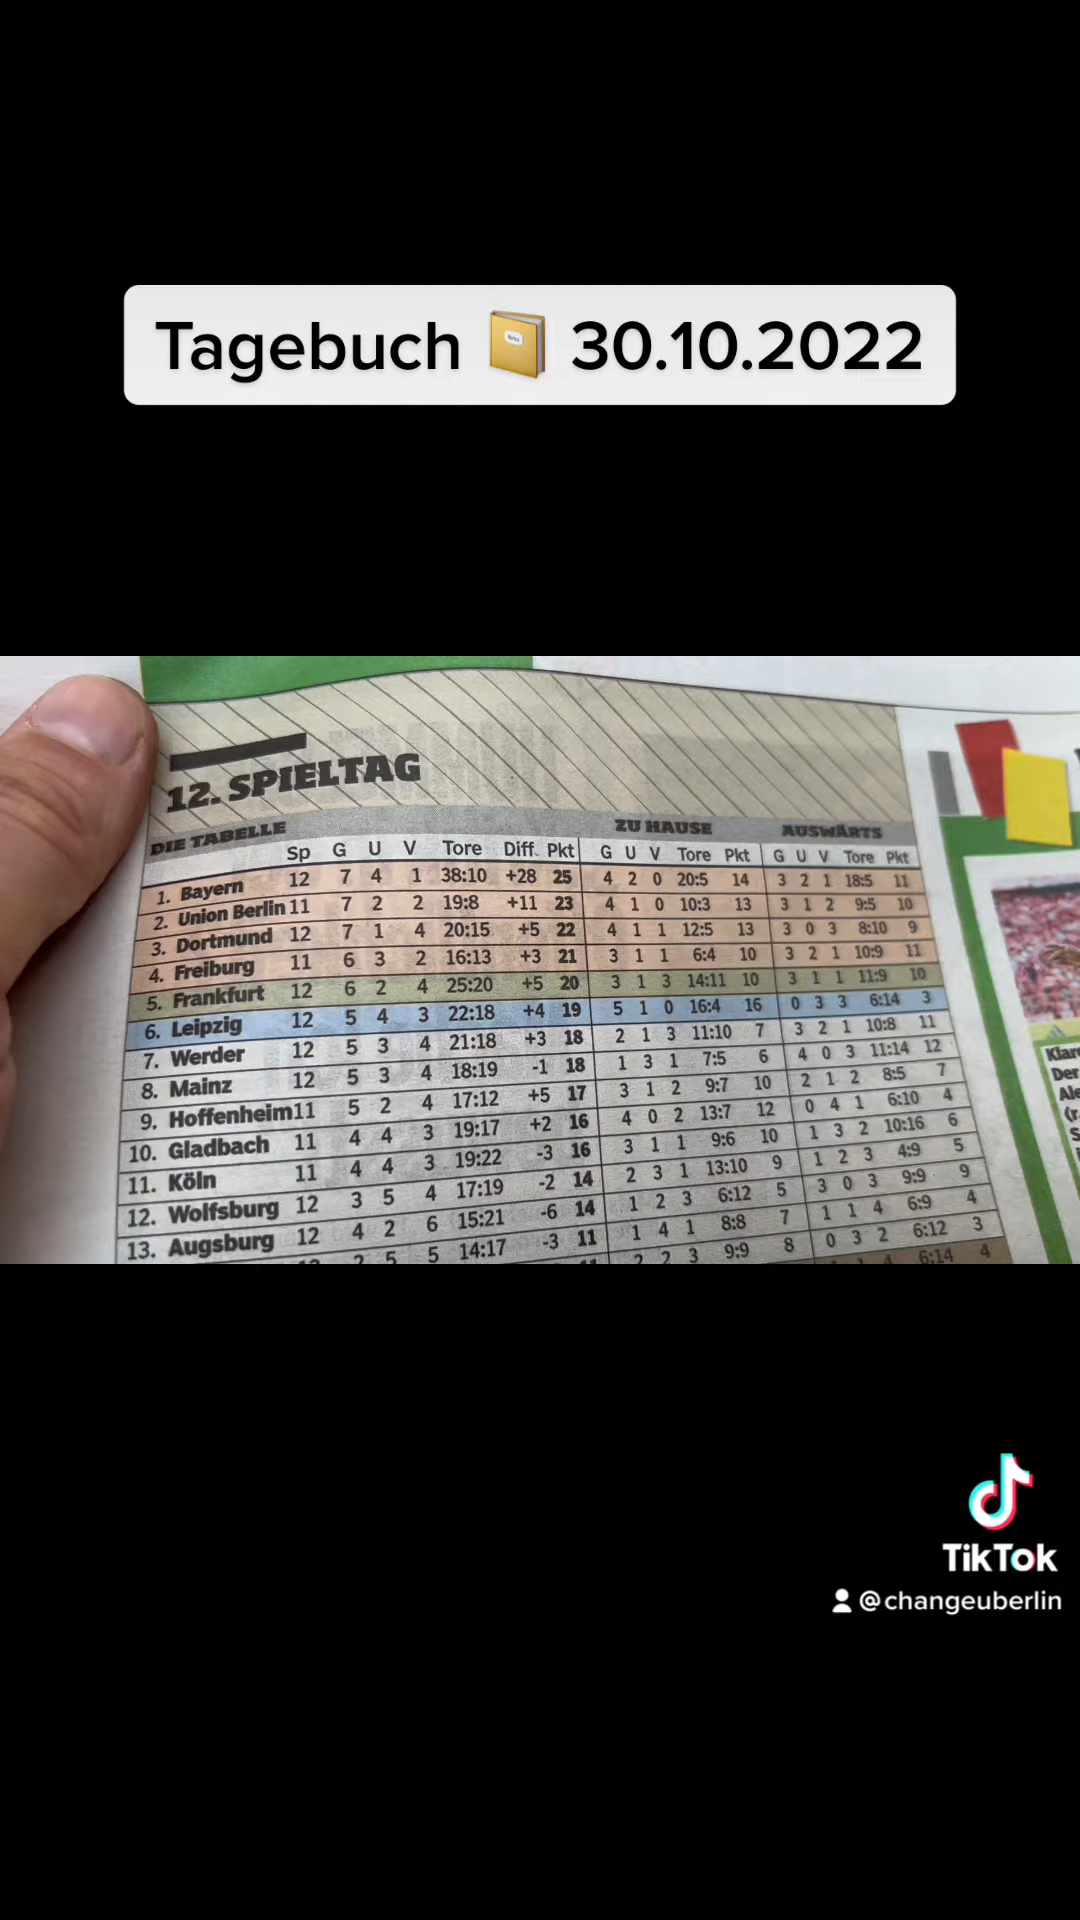 Tagebuch 30.10.2022
12. SPIELTAG
DIE TABELLE ZU HAUSE AUSWÄRTS
Sp G U V Tore Diff. Pkt G U V Tore Pkt G U V Tore Pkt
1. Bayern 12 7 4 1 38:10 +28 25 4 2 0 20:5 14 3 2 1 18:5 11
2. Union Berlin 11 7 2 2 19:8 +11 23 4 1 0 10:3 13 3 1 2 9:5 10
3. Dortmund 12 7 1 4 20:15 +5 22 4 1 1 12:5 13 3 0 3 8:10 9
4. Freiburg 11 6 3 2 16:13 +3 21 3 1 1 6:4 10 3 2 1 10:9 11
5. Frankfurt 12 6 2 4 25:20 +5 20 3 1 3 14:11 10 3 1 1 11:9 10
6. Leipzig 12 5 4 3 22:18 +4 19 5 1 0 16:4 16 0 3 3 6:14 3
7. Werder 12 5 3 4 21:18 +3 18 2 1 3 11:10 7 3 2 1 10:8 11
8. Mainz 12 5 3 4 18:19 -1 18 1 3 1 7:5 6 4 0 3 11:14 12
9. Hoffenheim 11 5 2 4 17:12 +5 17 3 1 2 9:7 10 2 1 2 8:5 7
10. Gladbach 11 4 4 3 19:17 +2 16 4 0 2 13:7 12 0 4 1 6:10 4
11. Köln 11 4 4 3 19:22 -3 16 3 1 1 9:6 10 1 3 2 10:16 6
12. Wolfsburg 12 3 5 4 17:19 -2 14 2 3 1 13:10 9 1 2 3 4:9 5
13. Augsburg 12 4 2 6 15:21 -6 14 1 2 3 6:12 5 3 0 3 9:9 9
5 14:17 -3 11 1 4 1 8:8 7 1 1 4 6:9 4
2 2 3 9:9 8 0 3 2 6:12 3
6:14 4
Klare
Der
Ale
(r
TikTok
@changeuberlin